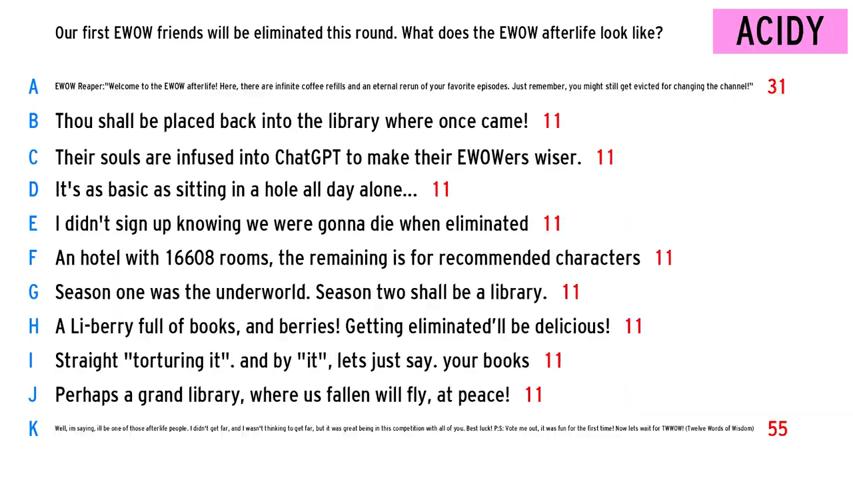 Our first EWOW friends will be eliminated this round. What does the EWOW afterlife look like?
ACIDY
A EWOW Reaper:"Welcome to the EWOW afterlife! Here, there are infinite coffee refills and an eternal rerun of your favorite episodes. Just remember, you might still get evicted for changing the channel!" 31
B Thou shall be placed back into the library where once came! 11
C Their souls are infused into ChatGPT to make their EWOWers wiser. 11
D It's as basic as sitting in a hole all day alone... 11
E I didn't sign up knowing we were gonna die when eliminated 11
F An hotel with 16608 rooms, the remaining is for recommended characters 11
G Season one was the underworld. Season two shall be a library. 11
H A Li-berry full of books, and berries! Getting eliminated’ll be delicious! 11
I Straight "torturing it". and by "it", lets just say. your books 11
J Perhaps a grand library, where us fallen will fly, at peace! 11
K Well, im saying, ill be one of those afterlife people. I didn't get far, and I wasn't thinking to get far, but it was great being in this competition with all of you. Best luck! P:S: Vote me out, it was fun for the first time! Now lets wait for TWWOW! (Twelve Words of Wisdom) 55